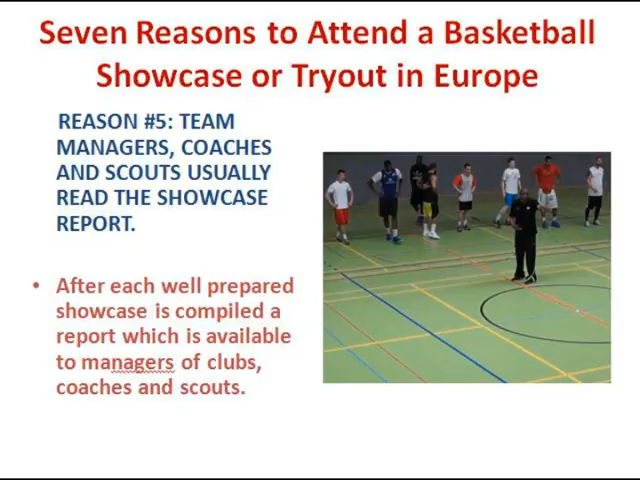 Seven Reasons to Attend a Basketball
Showcase or Tryout in Europe
REASON #5: TEAM
MANAGERS, COACHES
AND SCOUTS USUALLY
READ THE SHOWCASE
REPORT.
• After each well prepared
showcase is compiled a
report which is available
to managers of clubs,
coaches and scouts.